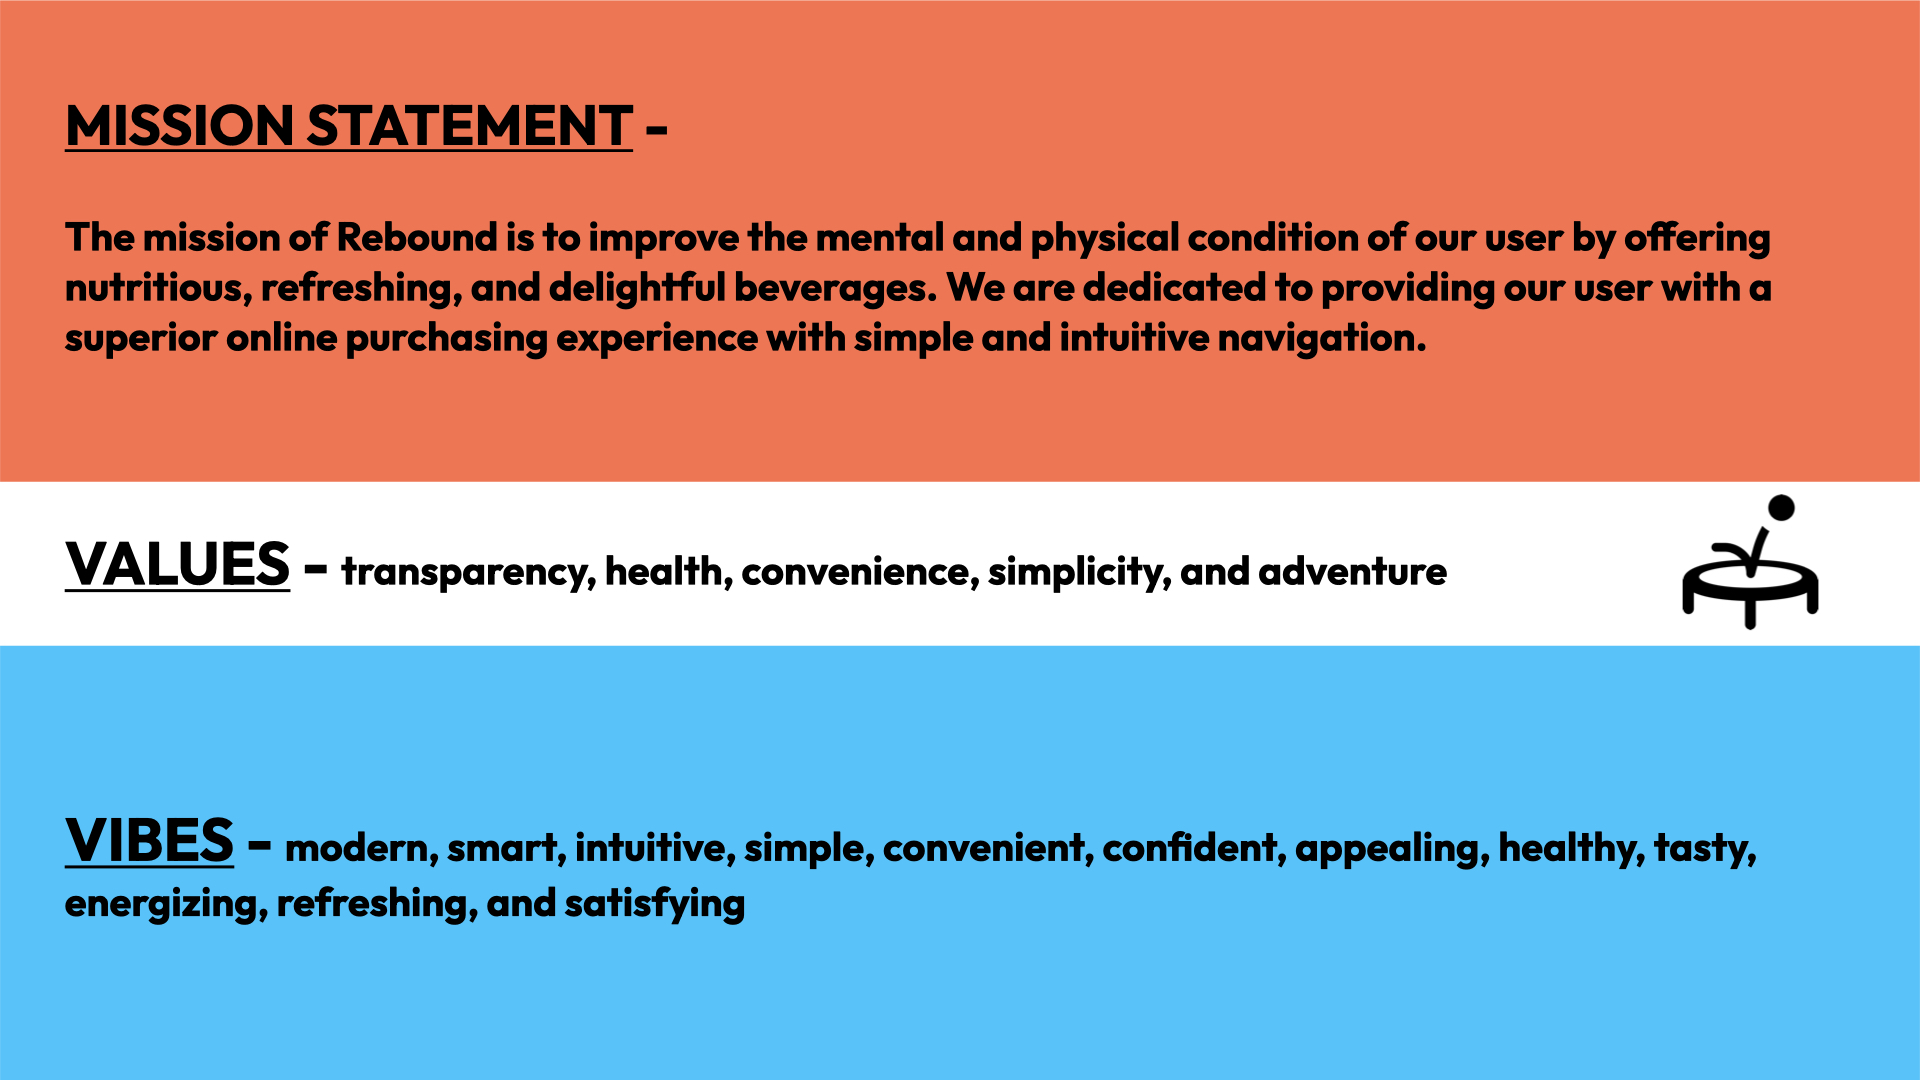 MISSION STATEMENT -
The mission of Rebound is to improve the mental and physical condition of our user by offering
nutritious, refreshing, and delightful beverages. We are dedicated to providing our user with a
superior online purchasing experience with simple and intuitive navigation.
VALUES - transparency, health, convenience, simplicity, and adventure
VIBES - modern, smart, intuitive, simple, convenient, confident, appealing, healthy, tasty,
energizing, refreshing, and satisfying